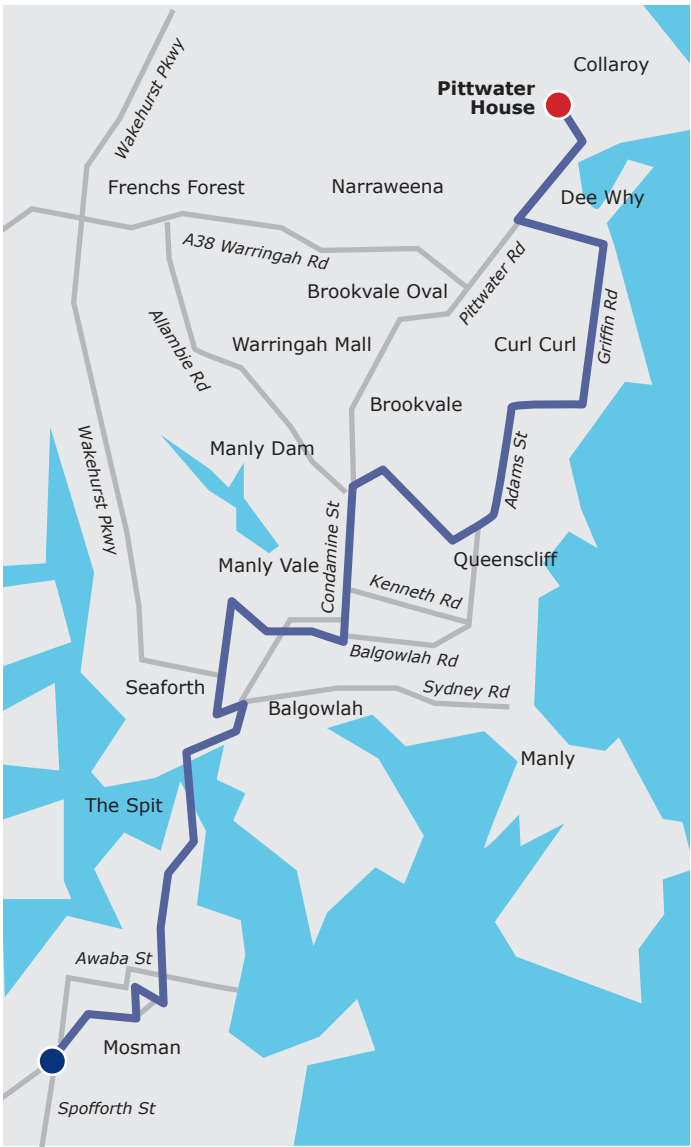 Collaroy
Pittwater
House
Wakehurst Pkwy
Frenchs Forest
Narraweena
Dee Why
A38 Warringah Rd
Pittwater Rd
Brookvale Oval
Griffin Rd
Allambie Rd
Warringah Mall
Curl Curl
Brookvale
Manly Dam
Adams St
Wakehurst Pkwy
Condamine St
Queenscliff
Manly Vale
Kenneth Rd
Balgowlah Rd
Seaforth
Sydney Rd
Balgowlah
Manly
The Spit
Awaba St
Mosman
Spofforth St